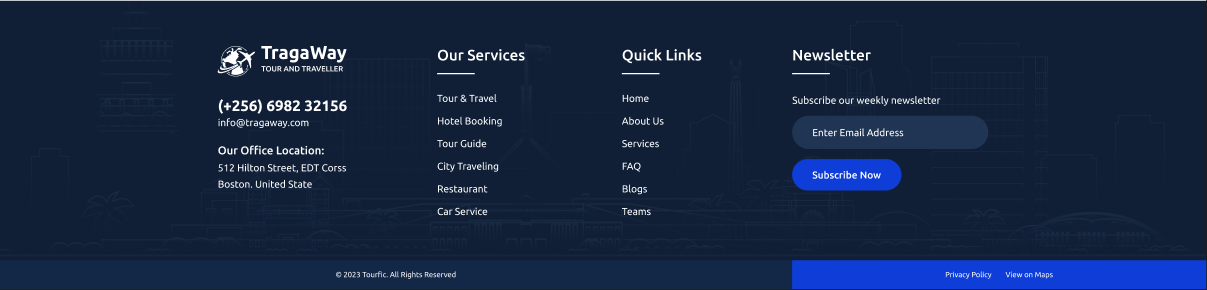 TragaWay
TOUR AND TRAVELLER
(+256) 6982 32156
info@tragaway.com
Our Office Location:
512 Hilton Street, EDT Corss
Boston. United State
Our Services
Tour & Travel
Hotel Booking
Tour Guide
City Traveling
Restaurant
Car Service
Quick Links
Home
About Us
Services
FAQ
Blogs
Teams
Newsletter
Subscribe our weekly newsletter
Enter Email Address
Subscribe Now
© 2023 Tourfic. All Rights Reserved
Privacy Policy View on Maps